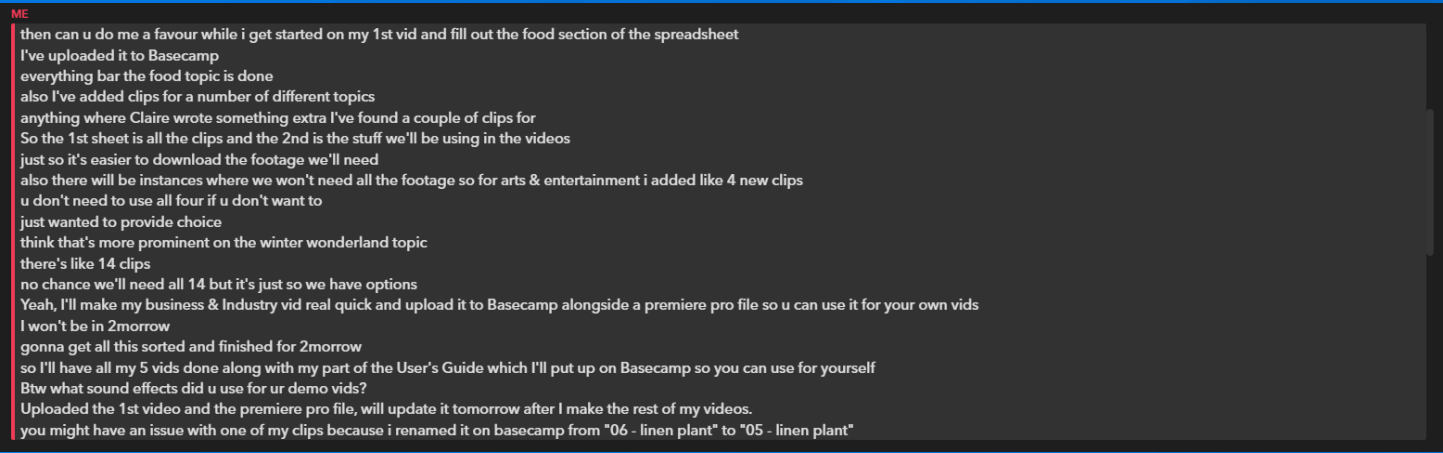 ME
then can u do me a favour while i get started on my 1st vid and fill out the food section of the spreadsheet
I've uploaded it to Basecamp
everything bar the food topic is done
also I've added clips for a number of different topics
anything where Claire wrote something extra I've found a couple of clips for
So the 1st sheet is all the clips and the 2nd is the stuff we'll be using in the videos
just so it's easier to download the footage we'll need
also there will be instances where we won't need all the footage so for arts & entertainment i added like 4 new clips
u don't need to use all four if u don't want to
just wanted to provide choice
think that's more prominent on the winter wonderland topic
there's like 14 clips
no chance we'll need all 14 but it's just so we have options
Yeah, I'll make my business & Industry vid real quick and upload it to Basecamp alongside a premiere pro file so u can use it for your own vids
I won't be in 2morrow
gonna get all this sorted and finished for 2morrow
so I'll have all my 5 vids done along with my part of the User's Guide which I'll put up on Basecamp so you can use for yourself
Btw what sound effects did u use for ur demo vids?
Uploaded the 1st video and the premiere pro file, will update it tomorrow after I make the rest of my videos.
you might have an issue with one of my clips because i renamed it on basecamp from "06 - linen plant" to "05 - linen plant"